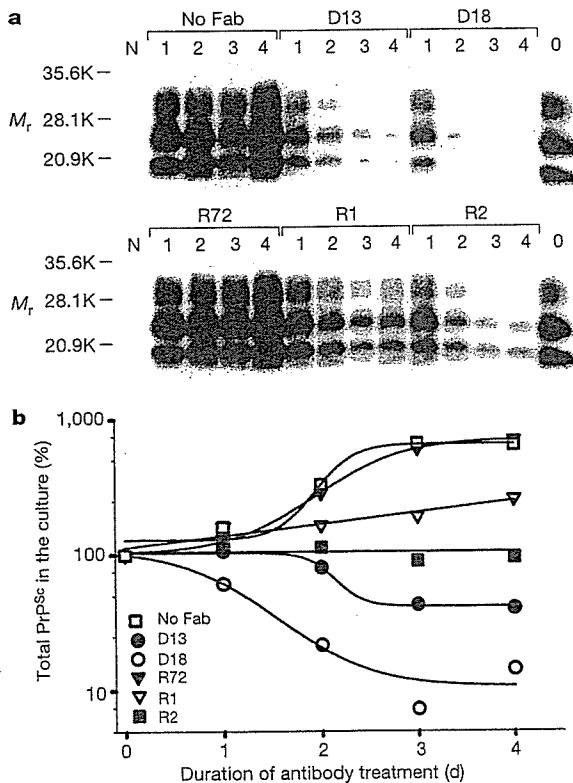 a
No Fab D13 D18
N 1 2 3 4 1 2 3 4 1 2 3 4 0
35.6K
Mr 28.1K
20.9K
R72 R1 R2
N 1 2 3 4 1 2 3 4 1 2 3 4 0
35.6K
Mr 28.1K
20.9K
b
1,000
100
10
Total PrPSc in the culture (%)
No Fab
D13
D18
R72
R1
R2
0 1 2 3 4
Duration of antibody treatment (d)